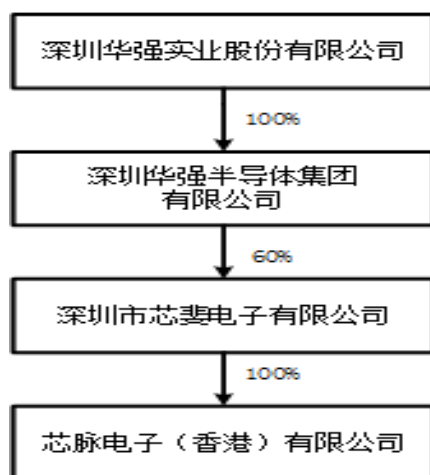 深圳华强实业股份有限公司
100%
深圳华强半导体集团
有限公司
60%
深圳市芯斐电子有限公司
100%
芯脉电子（香港）有限公司